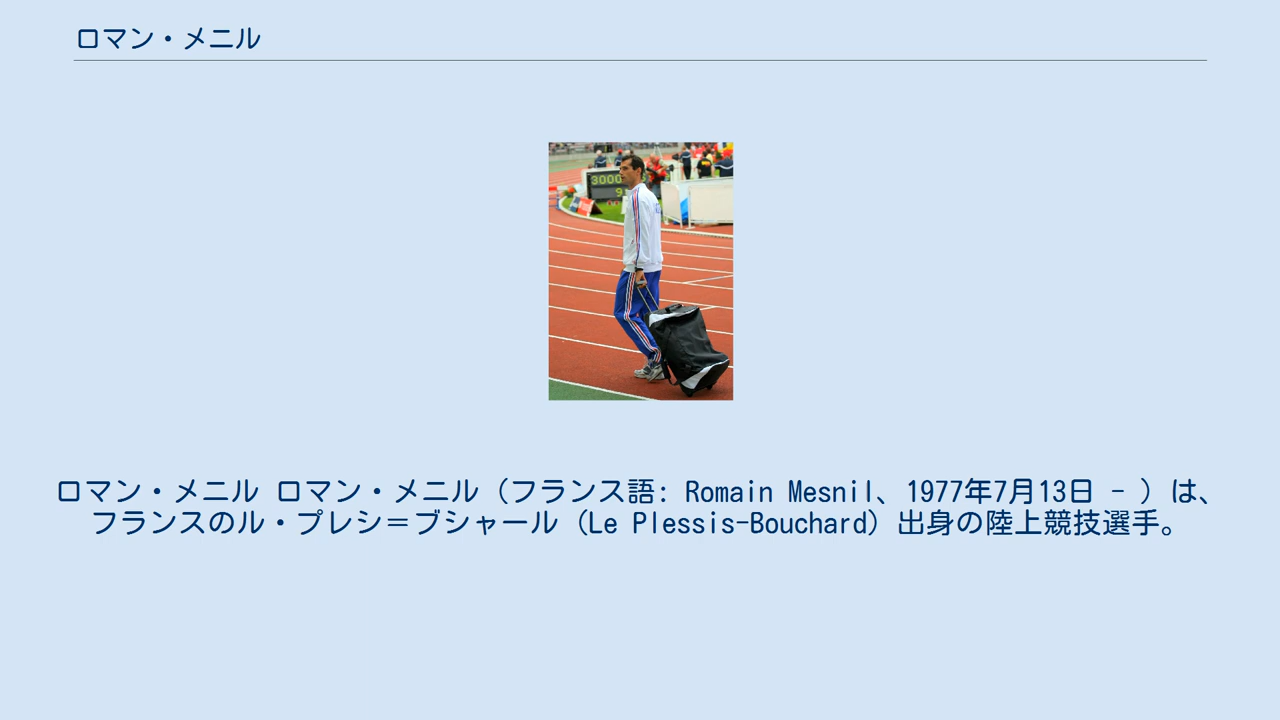 ロマン・メニル
3000
9
ロマン・メニル ロマン・メニル（フランス語: Romain Mesnil、1977年7月13日 - ）は、
フランスのル・プレシ＝ブシャール（Le Plessis-Bouchard）出身の陸上競技選手。